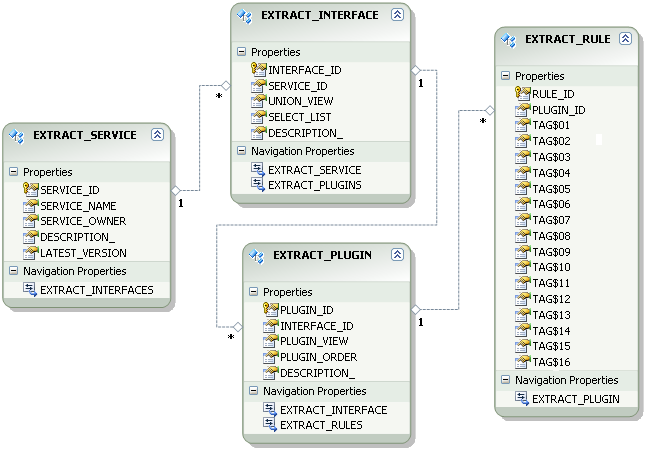 EXTRACT_SERVICE
Properties
SERVICE_ID
SERVICE_NAME
SERVICE_OWNER
DESCRIPTION_
LATEST_VERSION
Navigation Properties
EXTRACT_INTERFACES
1
*
EXTRACT_INTERFACE
Properties
INTERFACE_ID
SERVICE_ID
UNION_VIEW
SELECT_LIST
DESCRIPTION_
Navigation Properties
EXTRACT_SERVICE
EXTRACT_PLUGINS
1
*
EXTRACT_PLUGIN
Properties
PLUGIN_ID
INTERFACE_ID
PLUGIN_VIEW
PLUGIN_ORDER
DESCRIPTION_
Navigation Properties
EXTRACT_INTERFACE
EXTRACT_RULES
1
*
EXTRACT_RULE
Properties
RULE_ID
PLUGIN_ID
TAG$01
TAG$02
TAG$03
TAG$04
TAG$05
TAG$06
TAG$07
TAG$08
TAG$09
TAG$10
TAG$11
TAG$12
TAG$13
TAG$14
TAG$15
TAG$16
Navigation Properties
EXTRACT_PLUGIN